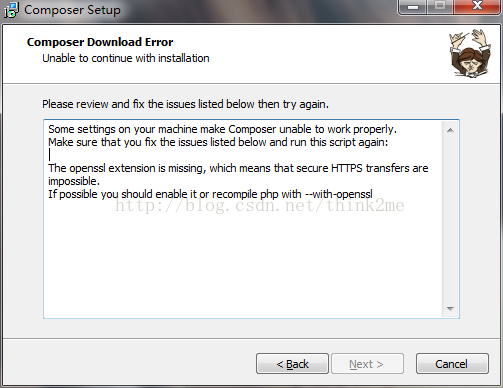 Composer Setup
Composer Download Error
Unable to continue with installation
Please review and fix the issues listed below then try again.
Some settings on your machine make Composer unable to work properly.
Make sure that you fix the issues listed below and run this script again:
The openssl extension is missing, which means that secure HTTPS transfers are
impossible.
If possible you should enable it or recompile php with --with-openssl
http://blog.csdn.net/think2me
< Back
Next >
Cancel